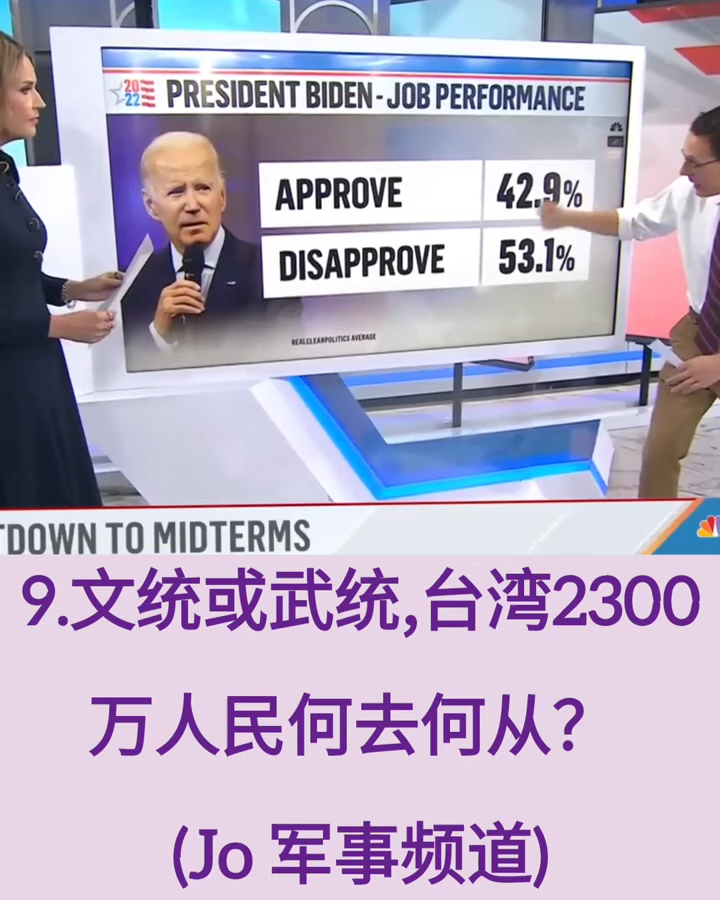 20
22
PRESIDENT BIDEN - JOB PERFORMANCE
APPROVE 42.9%
DISAPPROVE 53.1%
REALCLEARPOLITICS AVERAGE
TDOWN TO MIDTERMS
9.文统或武统,台湾2300
万人民何去何从?
(Jo 军事频道)